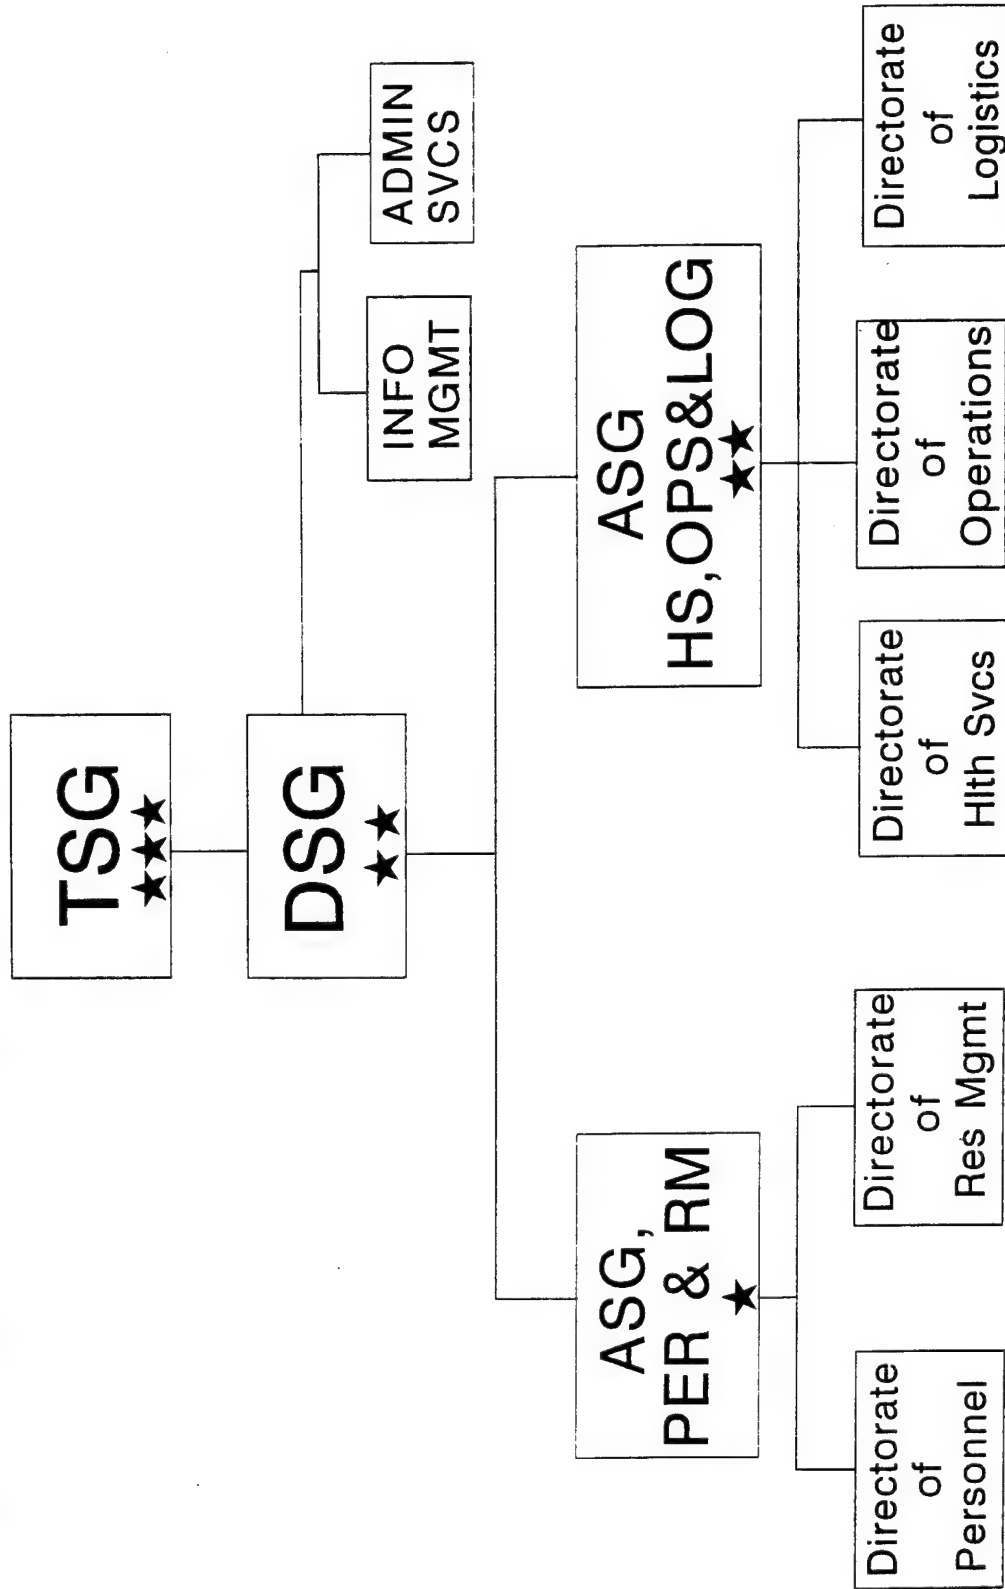 TSG
DSG
INFO
MGMT
ADMIN
SVCS
ASG,
PER & RM
ASG
HS,OPS&LOG
Directorate
of
Personnel
Directorate
of
Res Mgmt
Directorate
of
Hlth Svcs
Directorate
of
Operations
Directorate
of
Logistics